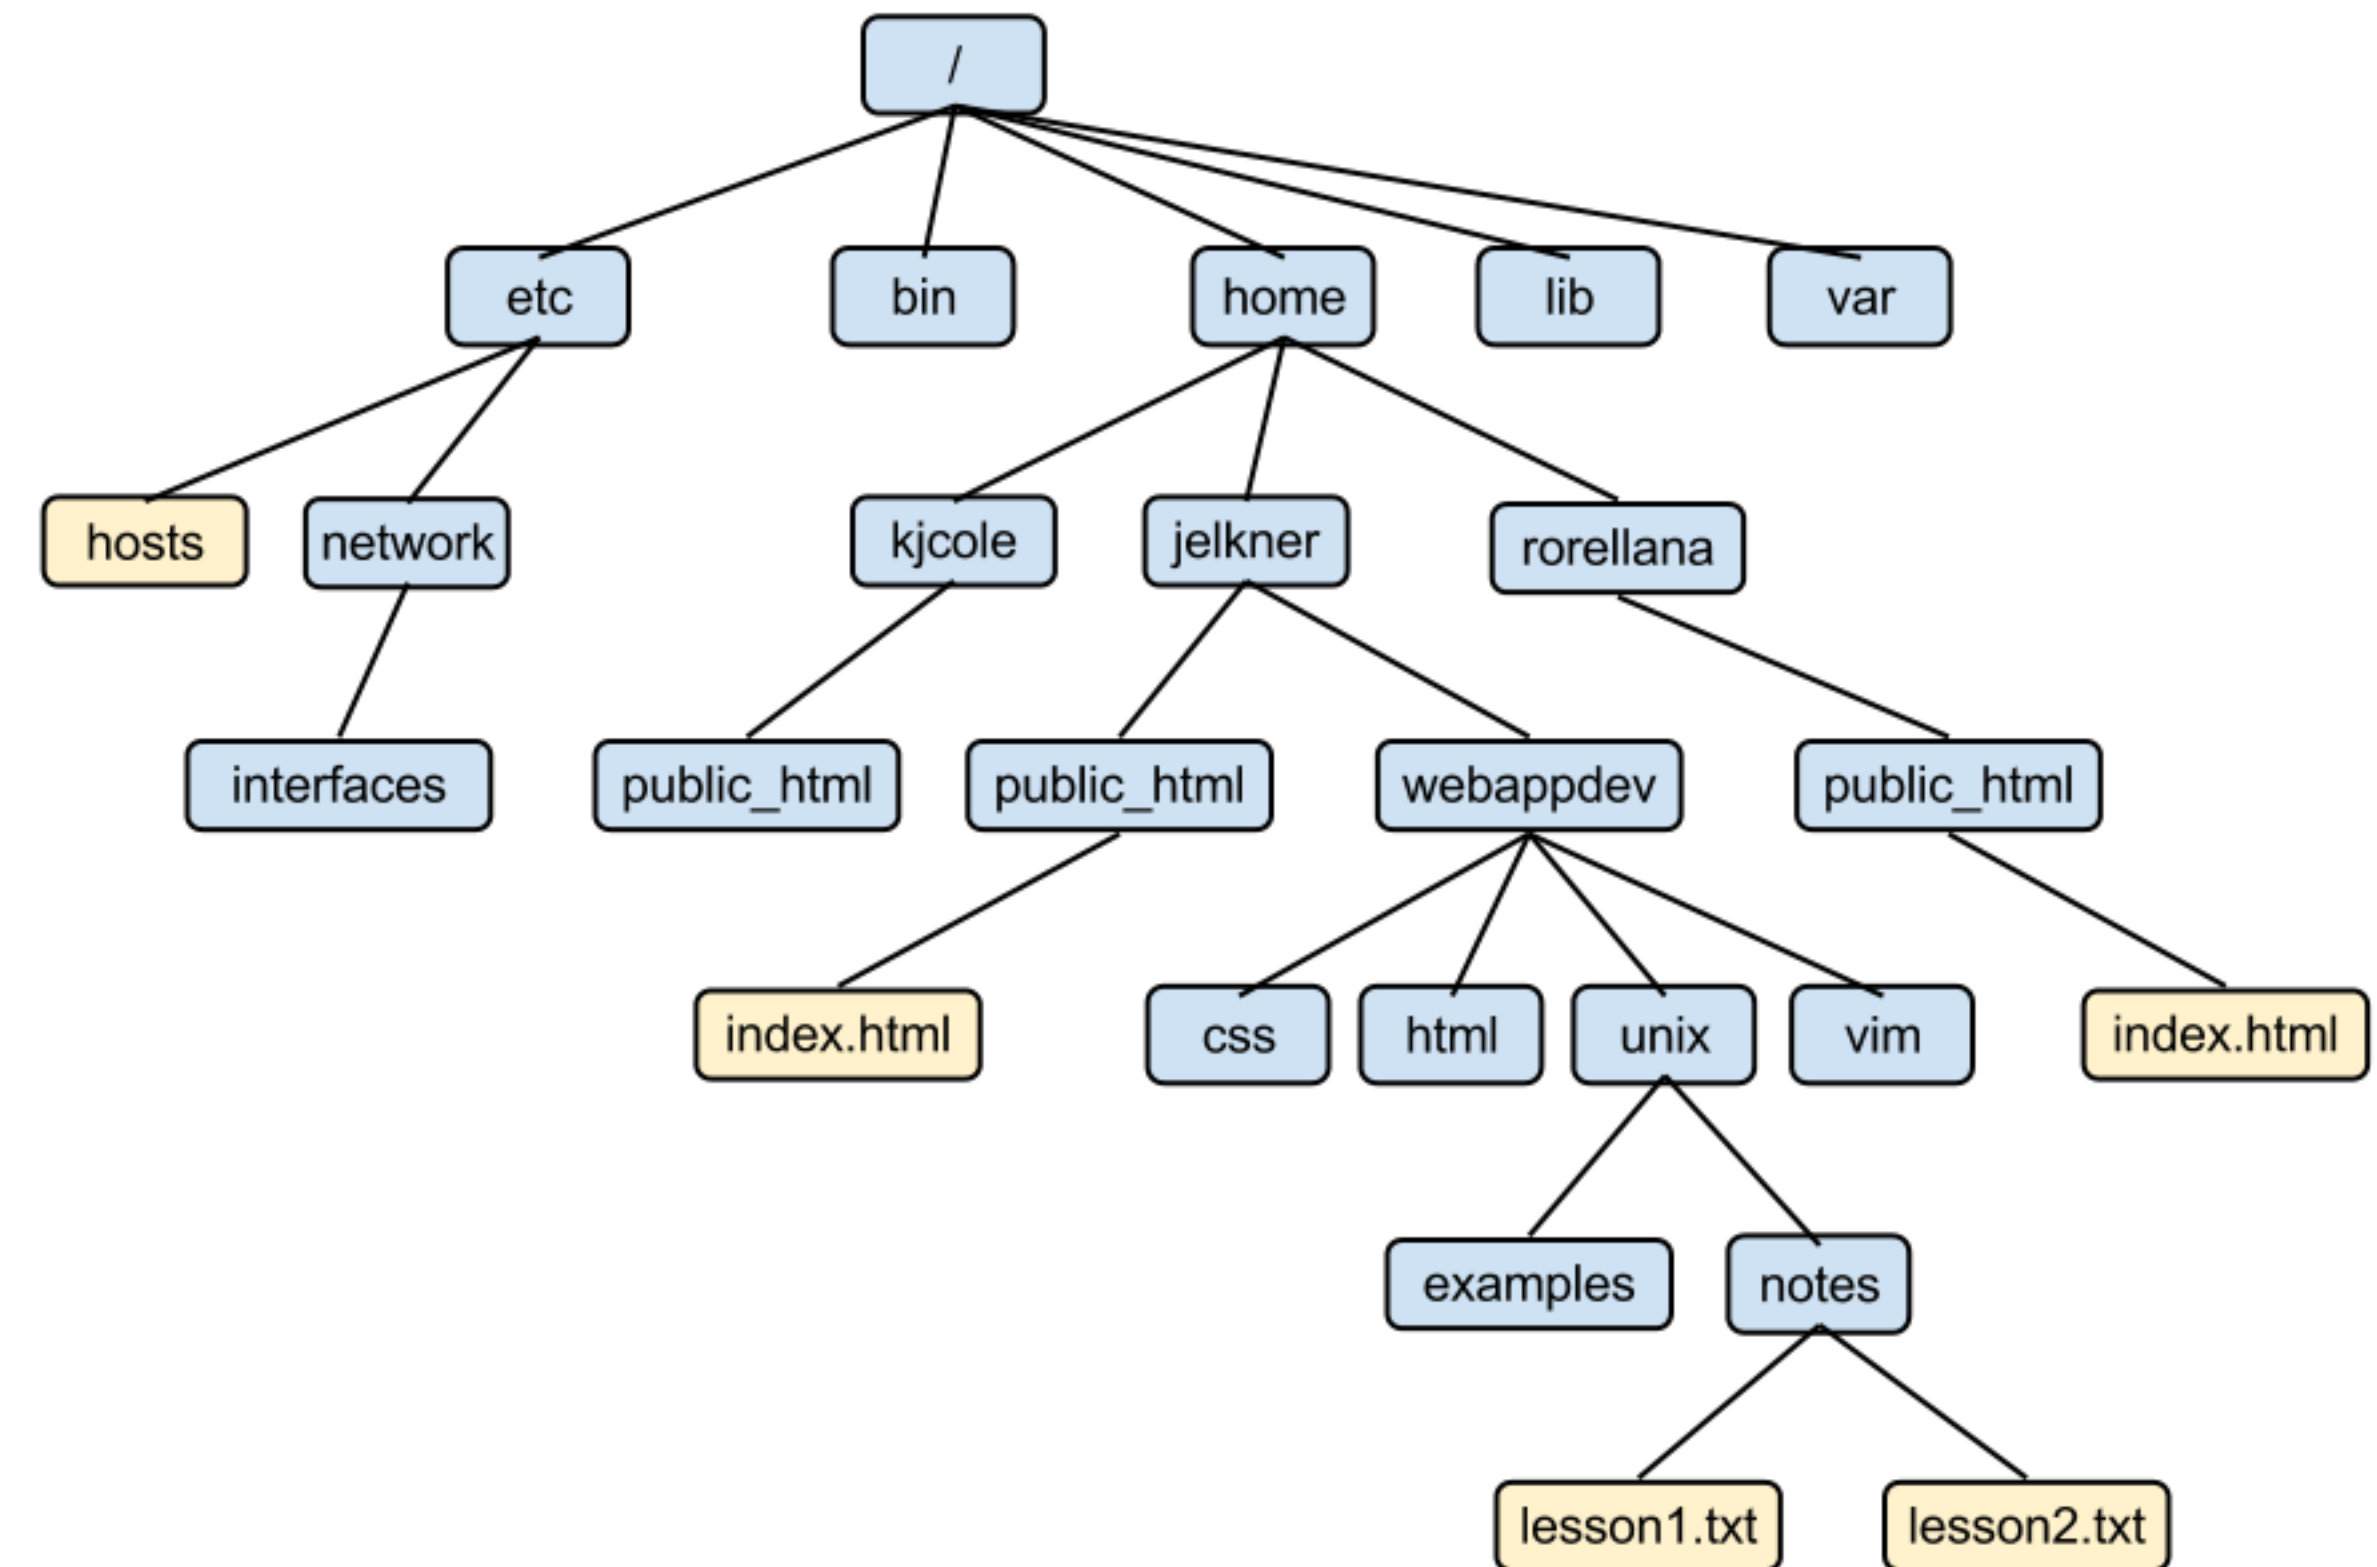 /
etc
bin
home
lib
var
hosts
network
kjcole
jelkner
rorellana
interfaces
public_html
public_html
webappdev
public_html
index.html
css
html
unix
vim
index.html
examples
notes
lesson1.txt
lesson2.txt